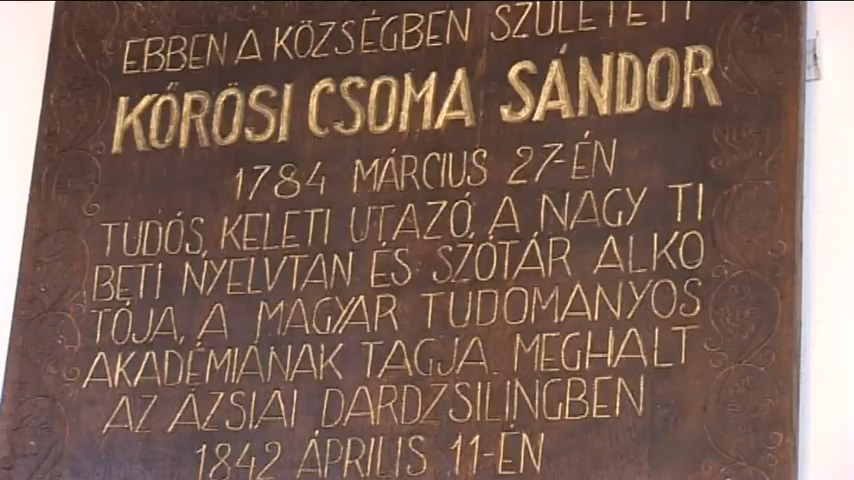 EBBEN A KÖZSÉGBEN SZÜLETETT
KŐRÖSI CSOMA SÁNDOR
1784 MÁRCIUS 27-ÉN
TUDÓS, KELETI UTAZÓ, A NAGY TI
BETI NYELVTAN ÉS SZÓTÁR ALKO
TÓJA, A MAGYAR TUDOMÁNYOS
AKADÉMIÁNAK TAGJA. MEGHALT
AZ ÁZSIAI DARDZSILINGBEN
1842 ÁPRILIS 11-ÉN